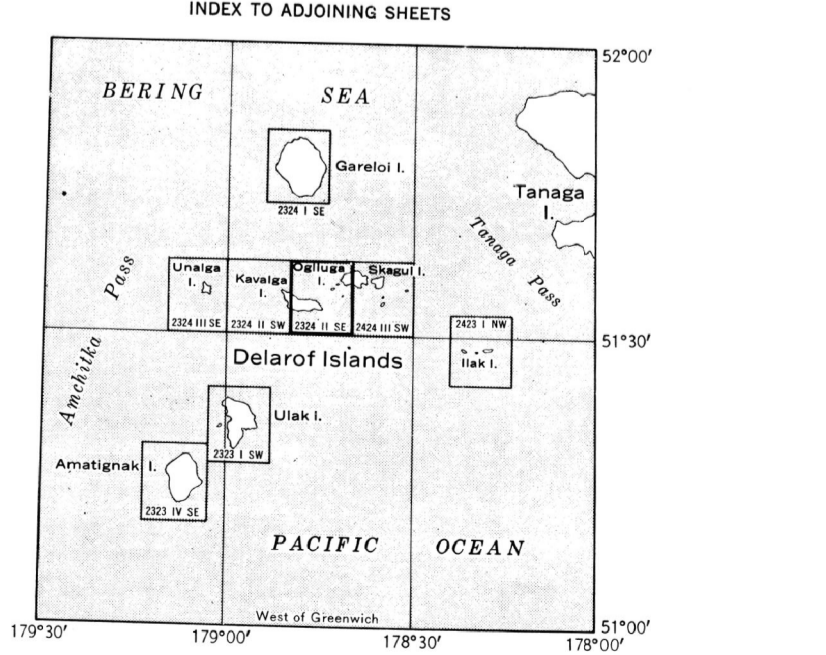 INDEX TO ADJOINING SHEETS
52°00′
BERING SEA
Gareloi I.
2324 I SE
Tanaga
I.
Tanaga Pass
Unalga
I.
Kavalga
I.
Ogliuga
I.
Skagul I.
Pass
2324 III SE
2324 II SW
2324 II SE
2424 III SW
2423 I NW
51°30′
Ilak I.
Delarof Islands
Amchitka
Ulak I.
2323 I SW
Amatignak I.
2323 IV SE
PACIFIC OCEAN
West of Greenwich
51°00′
179°30′
179°00′
178°30′
178°00′